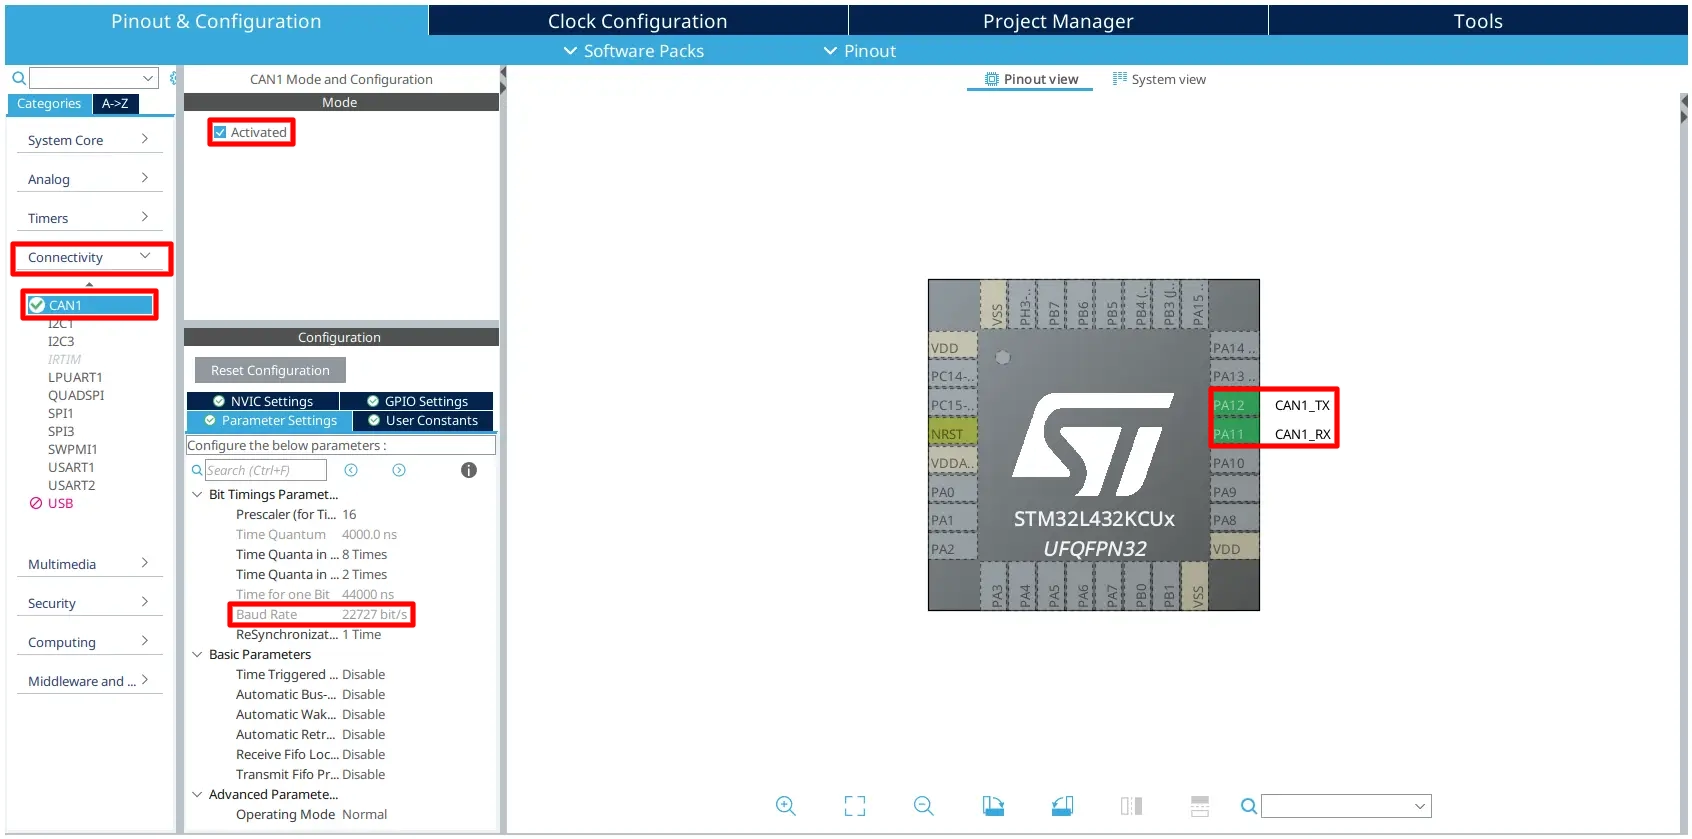 Pinout & Configuration
Clock Configuration
Project Manager
Tools
Software Packs
Pinout
Categories
A->Z
System Core
Analog
Timers
Connectivity
CAN1
I2C1
I2C3
IRTIM
LPUART1
QUADSPI
SPI1
SPI3
SWPMI1
USART1
USART2
USB
Multimedia
Security
Computing
Middleware and ...
CAN1 Mode and Configuration
Mode
Activated
Configuration
Reset Configuration
NVIC Settings
GPIO Settings
Parameter Settings
User Constants
Configure the below parameters :
Search (Ctrl+F)
Bit Timings Paramet...
Prescaler (for Ti... 16
Time Quantum 4000.0 ns
Time Quanta in ... 8 Times
Time Quanta in ... 2 Times
Time for one Bit 44000 ns
Baud Rate 22727 bit/s
ReSynchronizat... 1 Time
Basic Parameters
Time Triggered ... Disable
Automatic Bus-... Disable
Automatic Wak... Disable
Automatic Retr... Disable
Receive Fifo Loc... Disable
Transmit Fifo Pr... Disable
Advanced Paramete...
Operating Mode Normal
Pinout view
System view
VSS
PH3-..
PB7
PB6
PB5
PB4 (..
PB3 (J..
PA15 ..
VDD
PC14-..
PC15-..
NRST
VDDA..
PA0
PA1
PA2
PA14 ..
PA13 ..
PA12 CAN1_TX
PA11 CAN1_RX
PA10
PA9
PA8
VDD
ST
STM32L432KCUx
UFQFPN32
PA3
PA4
PA5
PA6
PA7
PB0
PB1
VSS